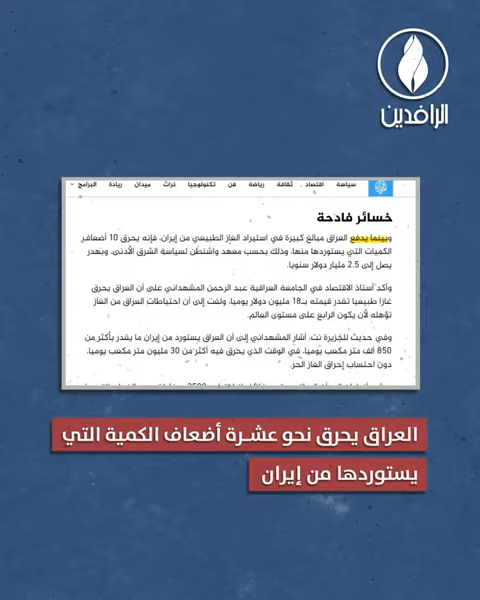 الرافدين
سياسة اقتصاد ثقافة رياضة فن تكنولوجيا تراث ميدان ريادة البرامج
خسائر فادحة
وبينما يدفع العراق مبالغ كبيرة في استيراد الغاز الطبيعي من إيران، فإنه يحرق 10 أضعاف
الكميات التي يستوردها منها، وذلك بحسب معهد واشنطن لسياسة الشرق الأدنى، وبهدر
يصل إلى 2.5 مليار دولار سنويا.
وأكد أستاذ الاقتصاد في الجامعة العراقية عبد الرحمن المشهداني على أن العراق يحرق
غازا طبيعيا تقدر قيمته بـ18 مليون دولار يوميا، ولفت إلى أن احتياطات العراق من الغاز
تؤهله لأن يكون الرابع على مستوى العالم.
وفي حديث للجزيرة نت، أشار المشهداني إلى أن العراق يستورد من إيران ما يقدر بأكثر من
850 ألف متر مكعب يوميا، في الوقت الذي يحرق فيه أكثر من 30 مليون متر مكعب يوميا،
دون احتساب إحراق الغاز الحر.
العراق يحرق نحو عشرة أضعاف الكمية التي
يستوردها من إيران